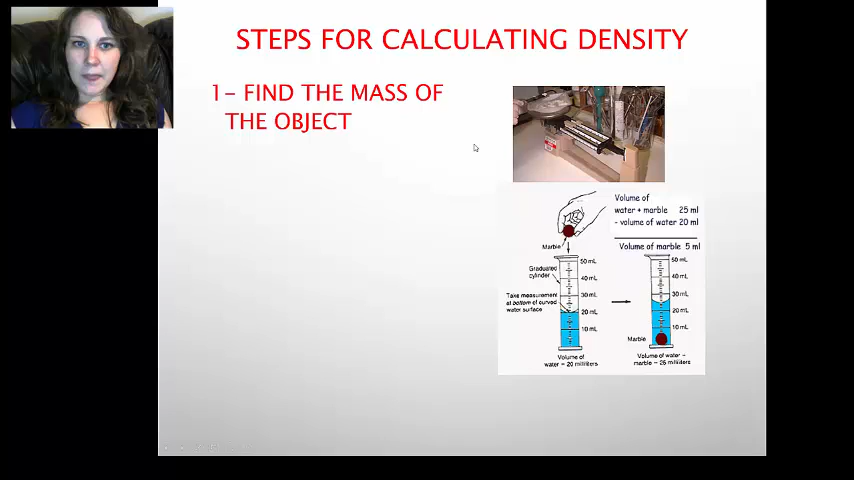 STEPS FOR CALCULATING DENSITY
1– FIND THE MASS OF
THE OBJECT
Volume of
water + marble 25 ml
- volume of water 20 ml
Volume of marble 5 ml
Marble
50 mL
Graduated
cylinder
40 mL
Take measurement
at bottom of curved
water surface
30 mL
20 mL
10 mL
Volume of
water = 20 milliliters
50 mL
40 mL
30 mL
20 mL
10 mL
Marble
Volume of water +
marble = 25 milliliters